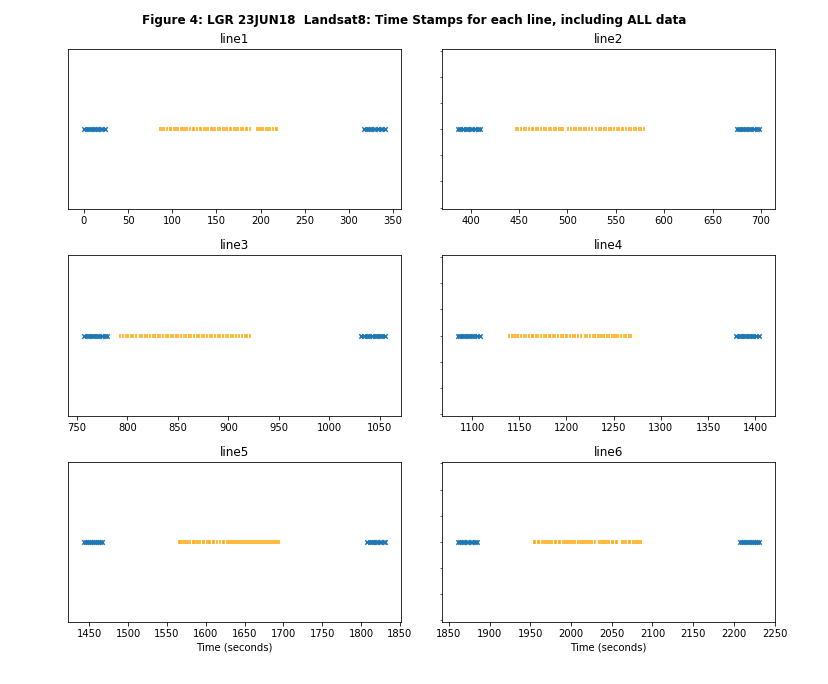 Figure 4: LGR 23JUN18  Landsat8: Time Stamps for each line, including ALL data
line1
line2
0 50 100 150 200 250 300 350
400 450 500 550 600 650 700
line3
line4
750 800 850 900 950 1000 1050
1100 1150 1200 1250 1300 1350 1400
line5
line6
1450 1500 1550 1600 1650 1700 1750 1800 1850
1850 1900 1950 2000 2050 2100 2150 2200 2250
Time (seconds)
Time (seconds)